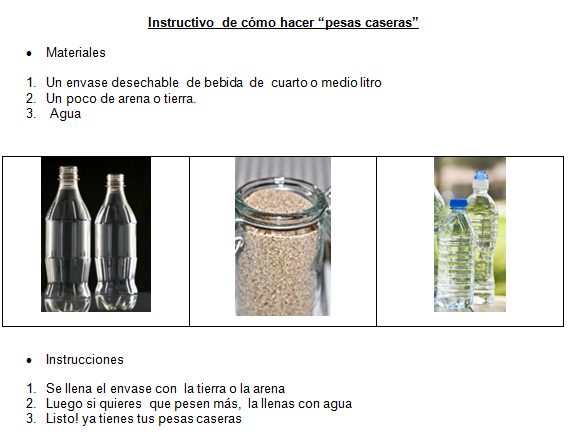 Instructivo de cómo hacer “pesas caseras”
• Materiales
1. Un envase desechable de bebida de cuarto o medio litro
2. Un poco de arena o tierra.
3. Agua
• Instrucciones
1. Se llena el envase con la tierra o la arena
2. Luego si quieres que pesen más, la llenas con agua
3. Listo! ya tienes tus pesas caseras